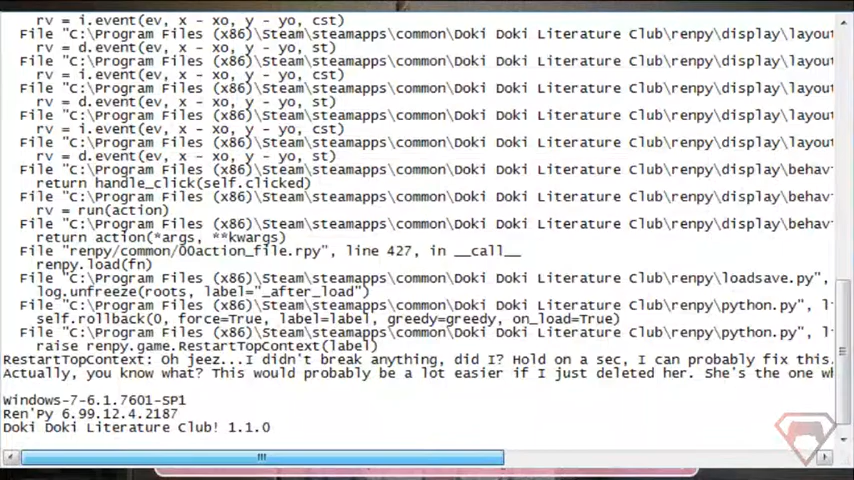 rv = i.event(ev, x - xo, y - yo, cst)
File "C:\Program Files (x86)\Steam\steamapps\common\Doki Doki Literature Club\renpy\display\layout
rv = d.event(ev, x - xo, y - yo, st)
File "C:\Program Files (x86)\Steam\steamapps\common\Doki Doki Literature Club\renpy\display\layout
rv = i.event(ev, x - xo, y - yo, cst)
File "C:\Program Files (x86)\Steam\steamapps\common\Doki Doki Literature Club\renpy\display\layout
rv = d.event(ev, x - xo, y - yo, st)
File "C:\Program Files (x86)\Steam\steamapps\common\Doki Doki Literature Club\renpy\display\layout
rv = i.event(ev, x - xo, y - yo, cst)
File "C:\Program Files (x86)\Steam\steamapps\common\Doki Doki Literature Club\renpy\display\layout
rv = d.event(ev, x - xo, y - yo, st)
File "C:\Program Files (x86)\Steam\steamapps\common\Doki Doki Literature Club\renpy\display\behav
return handle_click(self.clicked)
File "C:\Program Files (x86)\Steam\steamapps\common\Doki Doki Literature Club\renpy\display\behav
rv = run(action)
File "C:\Program Files (x86)\Steam\steamapps\common\Doki Doki Literature Club\renpy\display\behav
return action(*args, **kwargs)
File "renpy/common/00action_file.rpy", line 427, in __call__
renpy.load(fn)
File "C:\Program Files (x86)\Steam\steamapps\common\Doki Doki Literature Club\renpy\loadsave.py",
log.unfreeze(roots, label="_after_load")
File "C:\Program Files (x86)\Steam\steamapps\common\Doki Doki Literature Club\renpy\python.py", li
self.rollback(0, force=True, label=label, greedy=greedy, on_load=True)
File "C:\Program Files (x86)\Steam\steamapps\common\Doki Doki Literature Club\renpy\python.py", li
raise renpy.game.RestartTopContext(label)
RestartTopContext: Oh jeez...I didn't break anything, did I? Hold on a sec, I can probably fix this.
Actually, you know what? This would probably be a lot easier if I just deleted her. She's the one wh

Windows-7-6.1.7601-SP1
Ren'Py 6.99.12.4.2187
Doki Doki Literature Club! 1.1.0